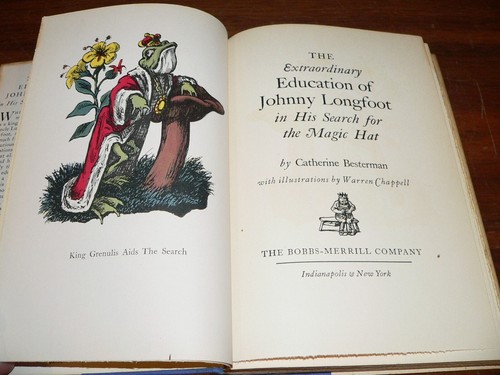 King Grenulis Aids The Search
THE
Extraordinary
Education of
Johnny Longfoot
in His Search for
the Magic Hat
by Catherine Besterman
with illustrations by Warren Chappell
THE BOBBS-MERRILL COMPANY
Indianapolis & New York